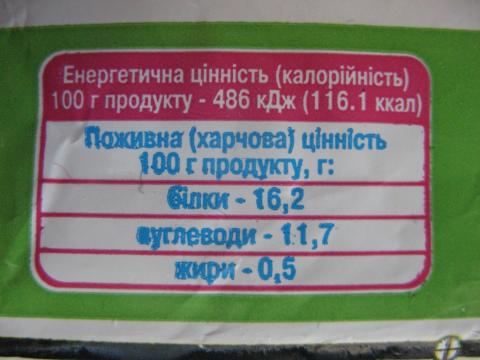 Енергетична цінність (калорійність)
100 г продукту - 486 кДж (116.1 ккал)
Поживна (харчова) цінність
100 г продукту, г:
білки - 16,2
вуглеводи - 11,7
жири - 0,5